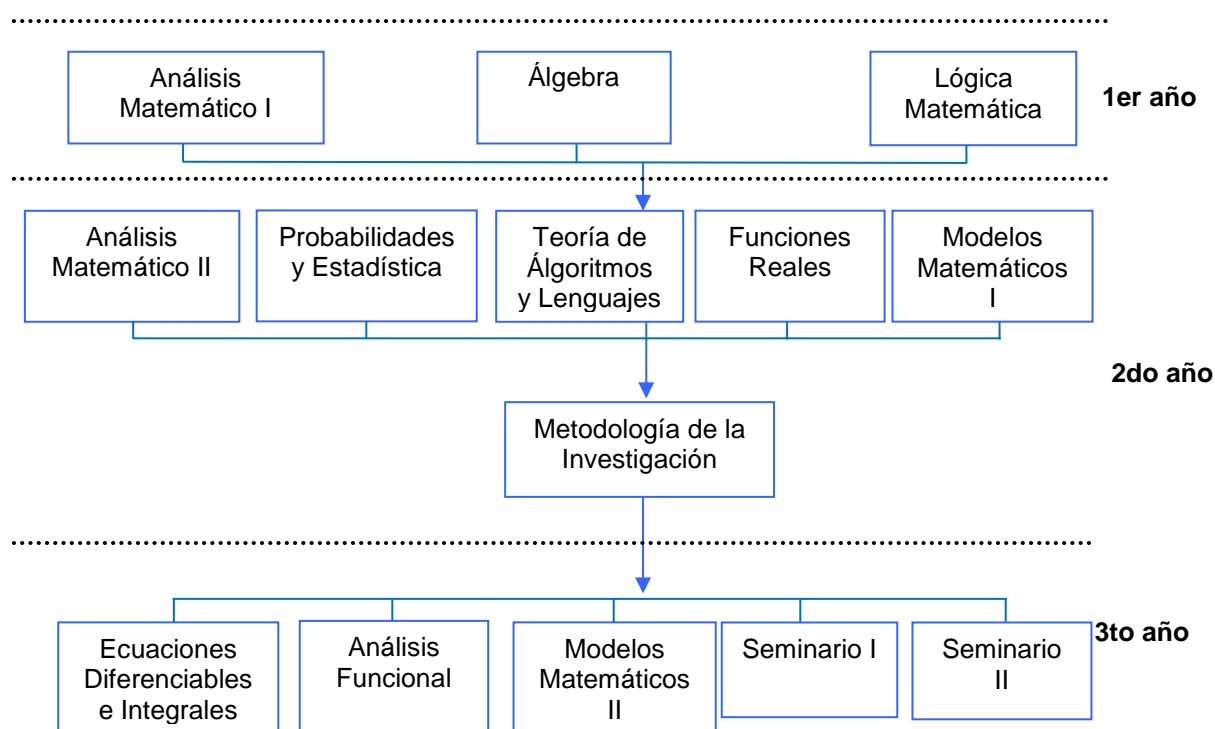 Análisis
Matemático I
Álgebra
Lógica
Matemática
1er año
Análisis
Matemático II
Probabilidades
y Estadística
Teoría de
Álgoritmos
y Lenguajes
Funciones
Reales
Modelos
Matemáticos
I
2do año
Metodología de la
Investigación
3to año
Ecuaciones
Diferenciables
e Integrales
Análisis
Funcional
Modelos
Matemáticos
II
Seminario I
Seminario
II